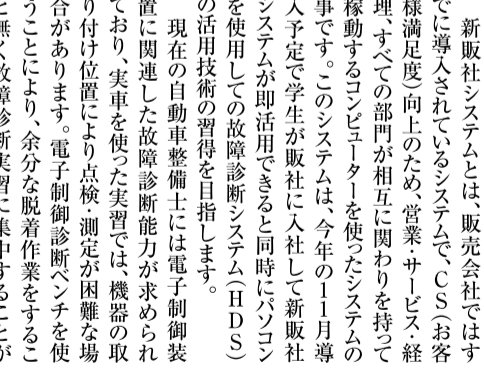 新販社システムとは、販売会社ではす
でに導入されているシステムで、ＣＳ（お客
様満足度）向上のため、営業・サービス・経
理、すべての部門が相互に関わりを持って
稼動するコンピューターを使ったシステムの
事です。このシステムは、今年の１１月導
入予定で学生が販社に入社して新販社
システムが即活用できると同時にパソコン
を使用しての故障診断システム（ＨＤＳ）
の活用技術の習得を目指します。
現在の自動車整備士には電子制御装
置に関連した故障診断能力が求められ
ており、実車を使った実習では、機器の取
り付け位置により点検・測定が困難な場
合があります。電子制御診断ベンチを使
うことにより、余分な脱着作業をするこ
と無く故障診断実習に集中することが